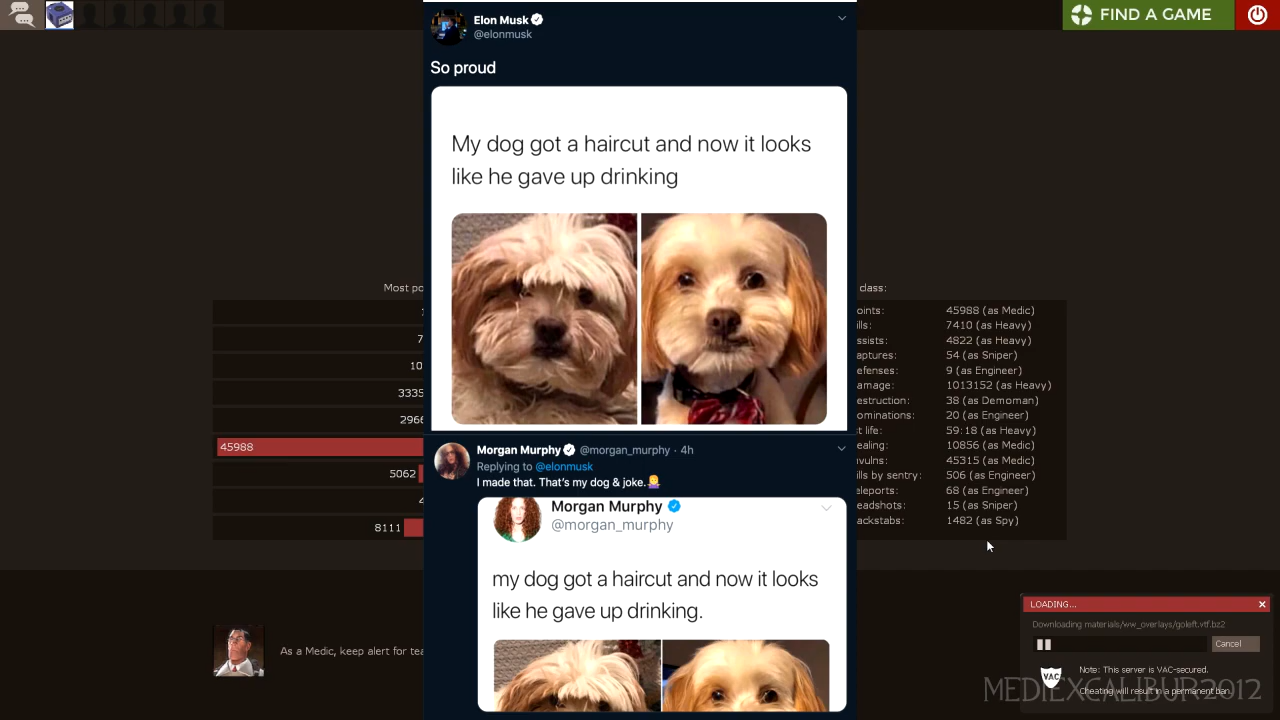 FIND A GAME
Elon Musk
@elonmusk
So proud
My dog got a haircut and now it looks
like he gave up drinking
Morgan Murphy @morgan_murphy · 4h
Replying to @elonmusk
I made that. That's my dog & joke.🤷‍♀️
Morgan Murphy
@morgan_murphy
my dog got a haircut and now it looks
like he gave up drinking.
Most po
7
10
3335
2966
45988
5062
4
8111
class:
oints: 45988 (as Medic)
ills: 7410 (as Heavy)
ssists: 4822 (as Heavy)
aptures: 54 (as Sniper)
efenses: 9 (as Engineer)
amage: 1013152 (as Heavy)
estruction: 38 (as Demoman)
ominations: 20 (as Engineer)
t life: 59:18 (as Heavy)
ealing: 10856 (as Medic)
nvulns: 45315 (as Medic)
ills by sentry: 506 (as Engineer)
eleports: 68 (as Engineer)
eadshots: 15 (as Sniper)
ackstabs: 1482 (as Spy)
As a Medic, keep alert for tea
LOADING...
Downloading materials/ww_overlays/goleft.vtf.bz2
Cancel
VAC
Note: This server is VAC-secured.
Cheating will result in a permanent ban.
MEDIEXCALIBUR2012